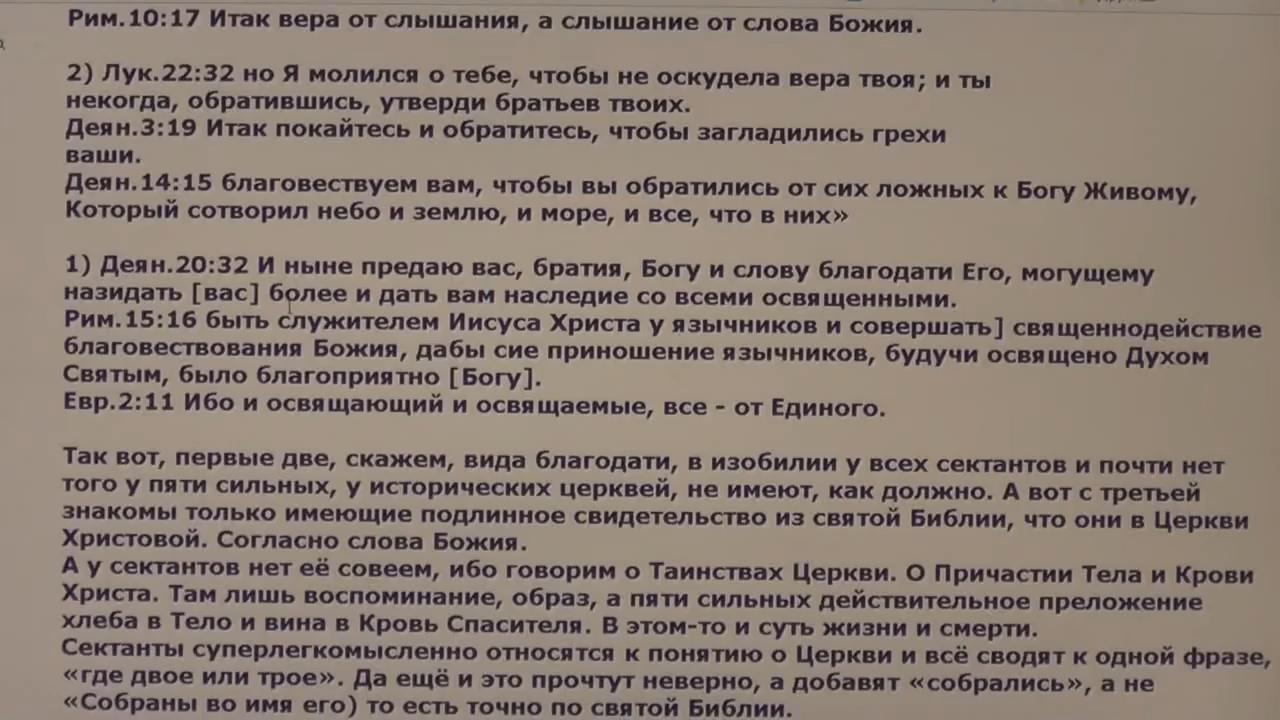 Рим.10:17 Итак вера от слышания, а слышание от слова Божия.
2) Лук.22:32 но Я молился о тебе, чтобы не оскудела вера твоя; и ты
некогда, обратившись, утверди братьев твоих.
Деян.3:19 Итак покайтесь и обратитесь, чтобы загладились грехи
ваши.
Деян.14:15 благовествуем вам, чтобы вы обратились от сих ложных к Богу Живому,
Который сотворил небо и землю, и море, и все, что в них»
1) Деян.20:32 И ныне предаю вас, братия, Богу и слову благодати Его, могущему
назидать [вас] более и дать вам наследие со всеми освященными.
Рим.15:16 быть служителем Иисуса Христа у язычников и совершать] священнодействие
благовествования Божия, дабы сие приношение язычников, будучи освящено Духом
Святым, было благоприятно [Богу].
Евр.2:11 Ибо и освящающий и освящаемые, все - от Единого.
Так вот, первые две, скажем, вида благодати, в изобилии у всех сектантов и почти нет
того у пяти сильных, у исторических церквей, не имеют, как должно. А вот с третьей
знакомы только имеющие подлинное свидетельство из святой Библии, что они в Церкви
Христовой. Согласно слова Божия.
А у сектантов нет её совеем, ибо говорим о Таинствах Церкви. О Причастии Тела и Крови
Христа. Там лишь воспоминание, образ, а пяти сильных действительное преложение
хлеба в Тело и вина в Кровь Спасителя. В этом-то и суть жизни и смерти.
Сектанты суперлегкомысленно относятся к понятию о Церкви и всё сводят к одной фразе,
«где двое или трое». Да ещё и это прочтут неверно, а добавят «собрались», а не
«Собраны во имя его) то есть точно по святой Библии.